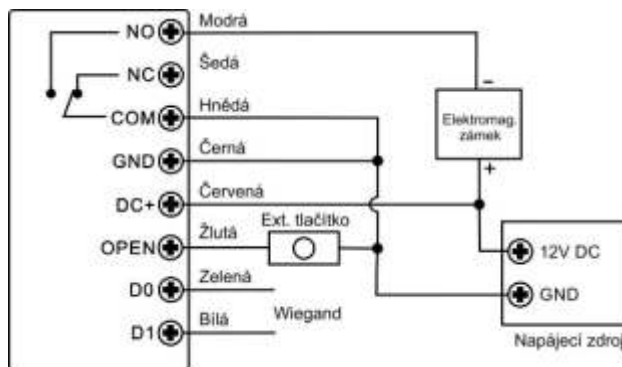 NO Modrá
NC Šedá
COM Hnědá
GND Černá
DC+ Červená
OPEN Žlutá
D0 Zelená
D1 Bílá
Ext. tlačítko
Wiegand
−
Elektromag.
zámek
+
12V DC
GND
Napájecí zdroj